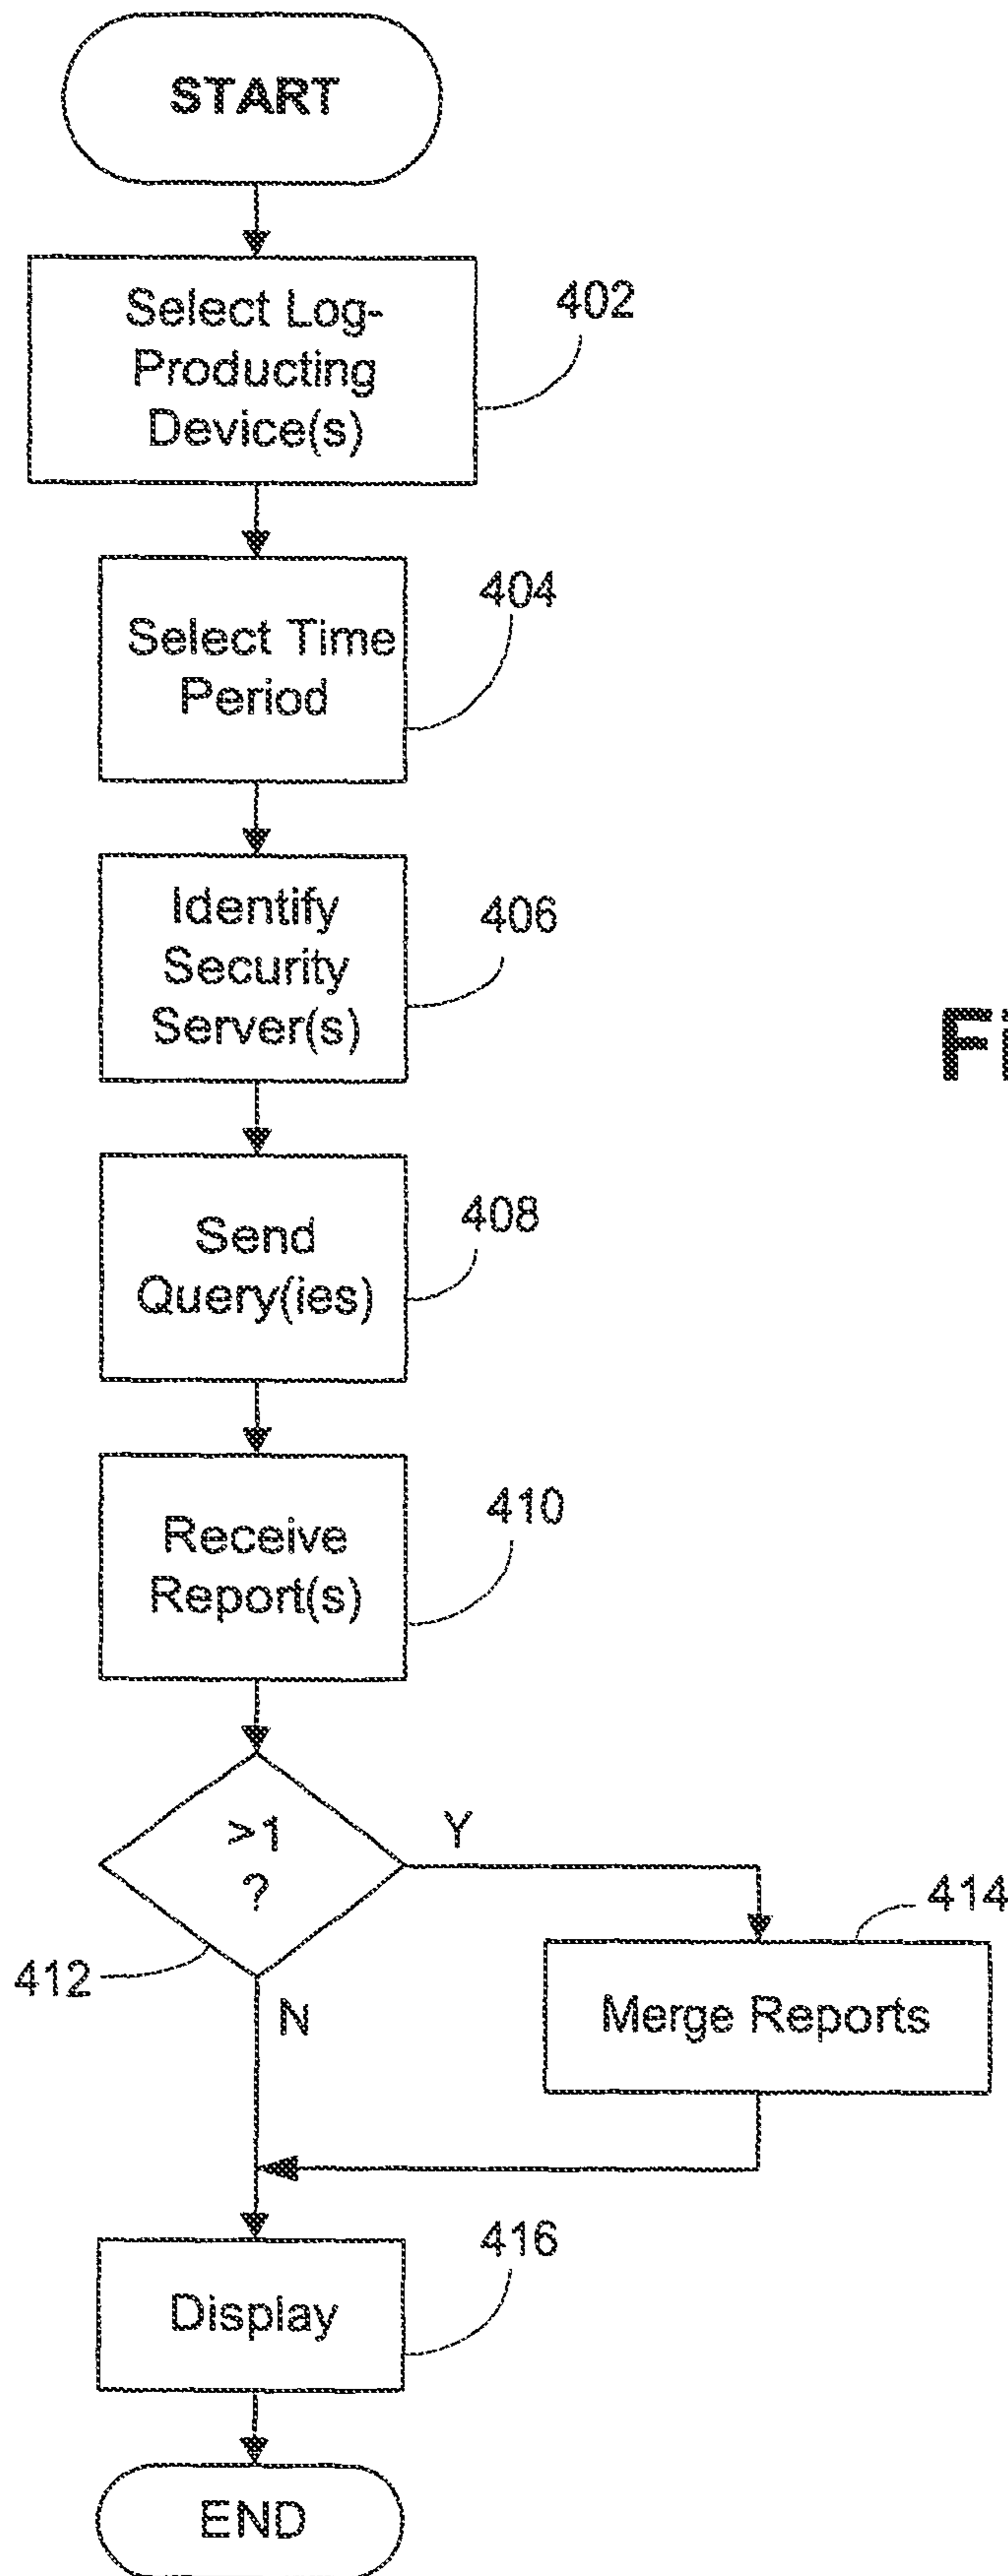 START
Select Log-
Producting
Device(s)
402
Select Time
Period
404
Identify
Security
Server(s)
406
Send
Query(ies)
408
Receive
Report(s)
410
>1
?
Y
412
N
414
Merge Reports
Display
416
END